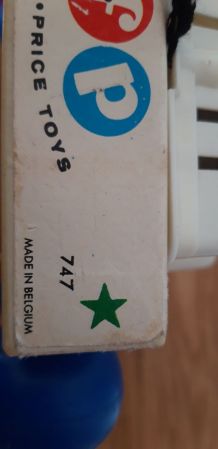 f p
• PRICE TOYS
747
MADE IN BELGIUM